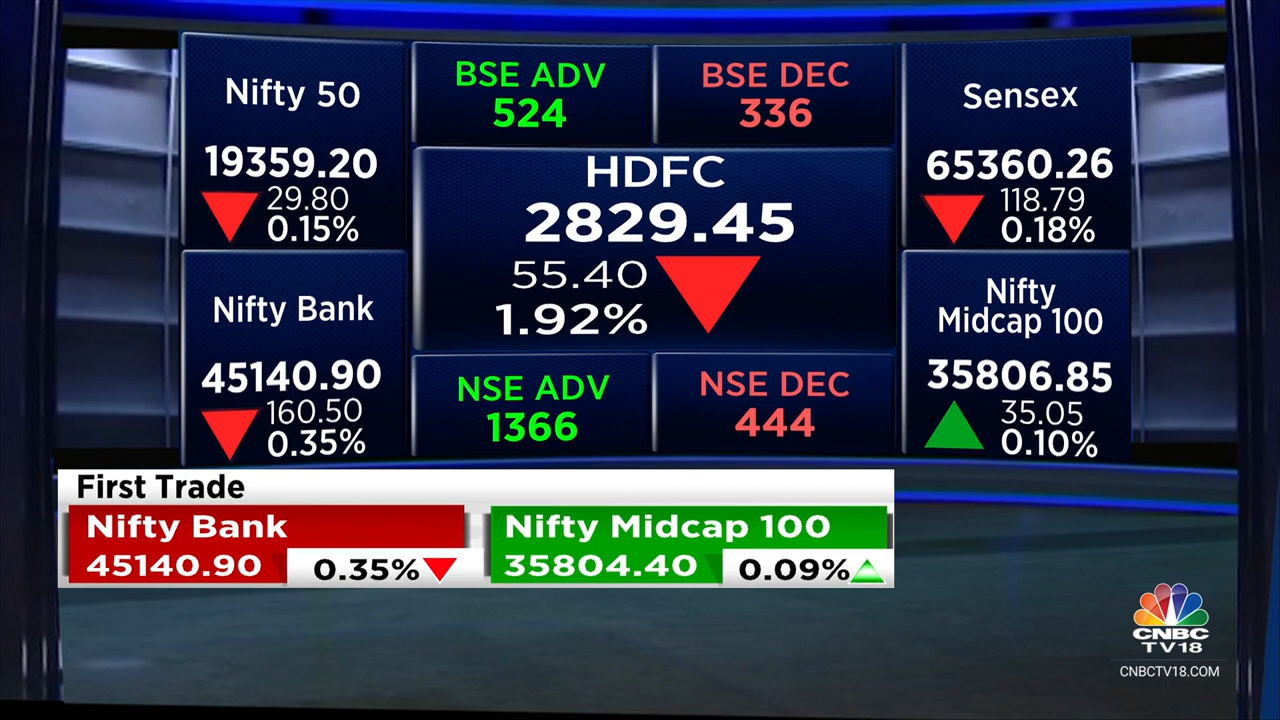 Nifty 50
19359.20
29.80
0.15%
BSE ADV
524
BSE DEC
336
Sensex
65360.26
118.79
0.18%
HDFC
2829.45
55.40
1.92%
Nifty Bank
45140.90
160.50
0.35%
NSE ADV
1366
NSE DEC
444
Nifty
Midcap 100
35806.85
35.05
0.10%
First Trade
Nifty Bank
45140.90
0.35%
Nifty Midcap 100
35804.40
0.09%
CNBC
TV18
CNBCTV18.COM